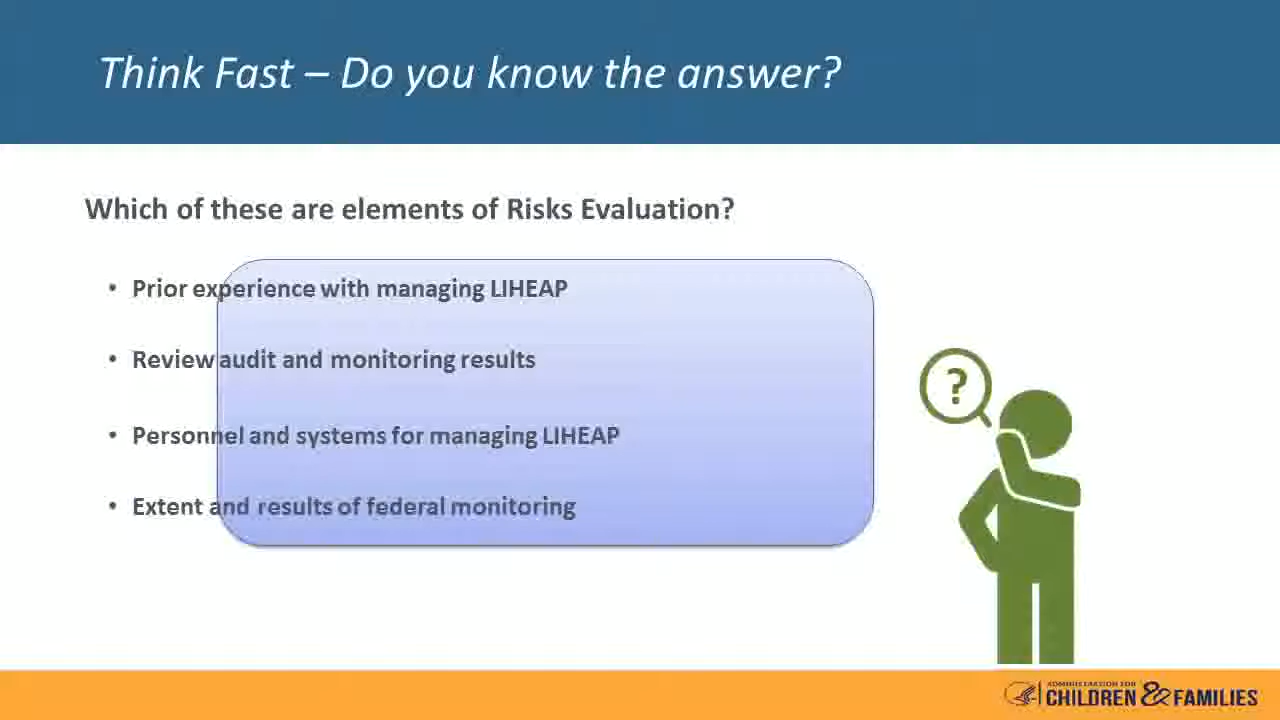 Think Fast – Do you know the answer?
Which of these are elements of Risks Evaluation?
• Prior experience with managing LIHEAP
• Review audit and monitoring results
• Personnel and systems for managing LIHEAP
• Extent and results of federal monitoring
?
ADMINISTRATION FOR
CHILDREN & FAMILIES